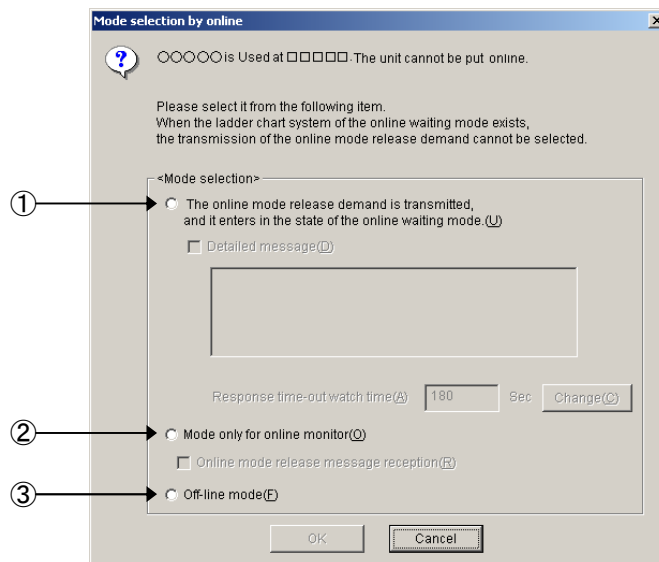 Mode selection by online
○○○○○ is Used at □□□□□. The unit cannot be put online.
Please select it from the following item.
When the ladder chart system of the online waiting mode exists,
the transmission of the online mode release demand cannot be selected.
<Mode selection>
① The online mode release demand is transmitted,
and it enters in the state of the online waiting mode.(U)
Detailed message(D)
Response time-out watch time(A) 180 Sec Change(C)
② Mode only for online monitor(O)
Online mode release message reception(R)
③ Off-line mode(F)
OK Cancel